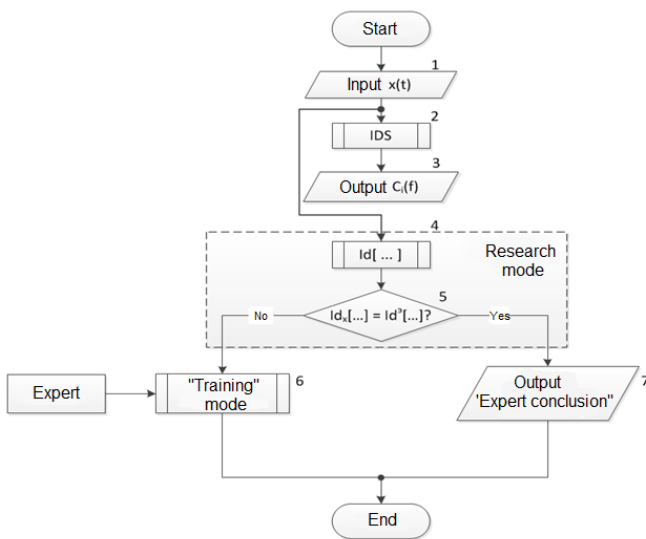 Start
1
Input x(t)
2
IDS
3
Output Cᵢ(f)
4
Id[ ... ]
Research
mode
5
No
Idₓ[...] = Idᵓ[...]?
Yes
Expert
"Training"
mode
6
Output
'Expert conclusion"
7
End